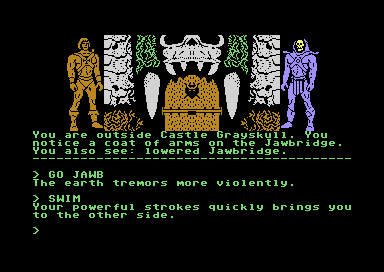 You are outside Castle Grayskull. You
notice a coat of arms on the Jawbridge.
You also see: lowered Jawbridge.
----------------------------------------
> GO JAWB
The earth tremors more violently.
> SWIM
Your powerful strokes quickly brings you
to the other side.
>